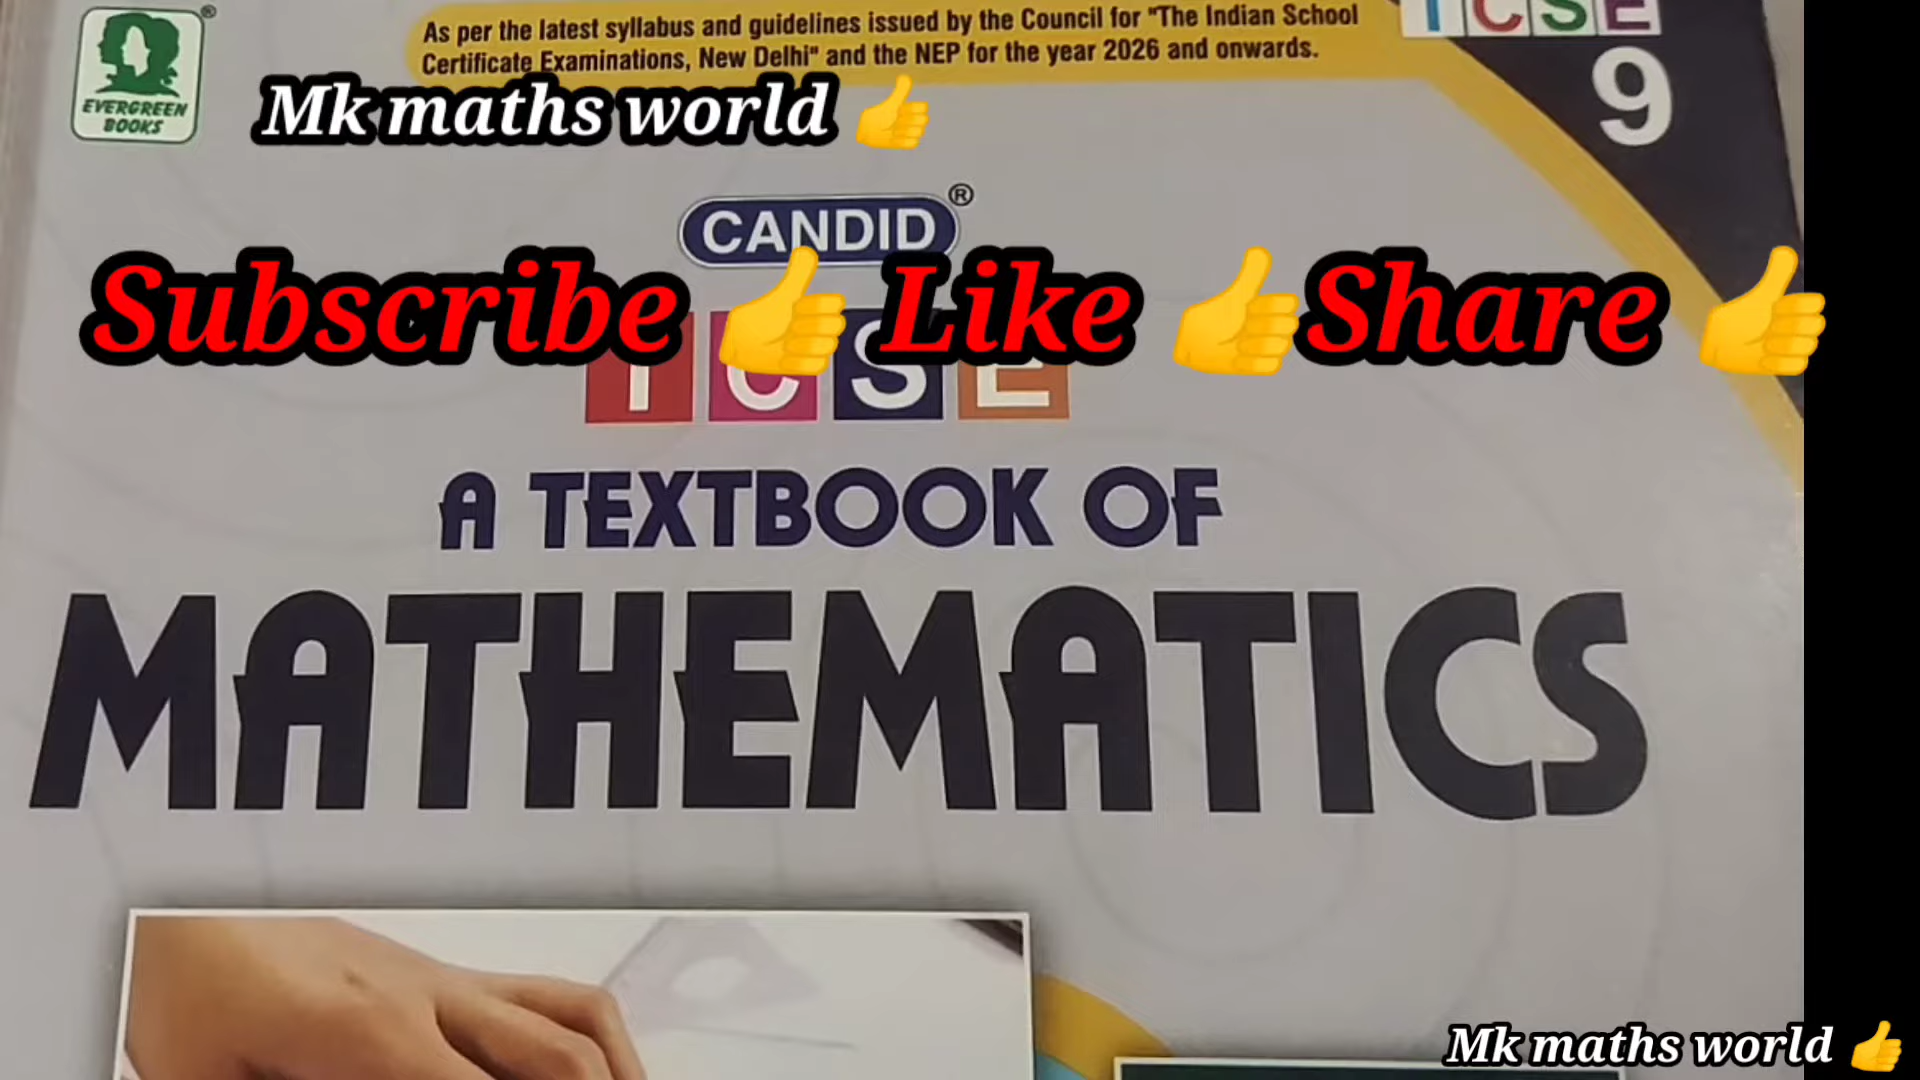 As per the latest syllabus and guidelines issued by the Council for "The Indian School
Certificate Examinations, New Delhi" and the NEP for the year 2026 and onwards.
ICSE
9
EVERGREEN
BOOKS
®
Mk maths world 👍
CANDID®
Subscribe 👍 Like 👍Share 👍
ICSE
A TEXTBOOK OF
MATHEMATICS
Mk maths world 👍